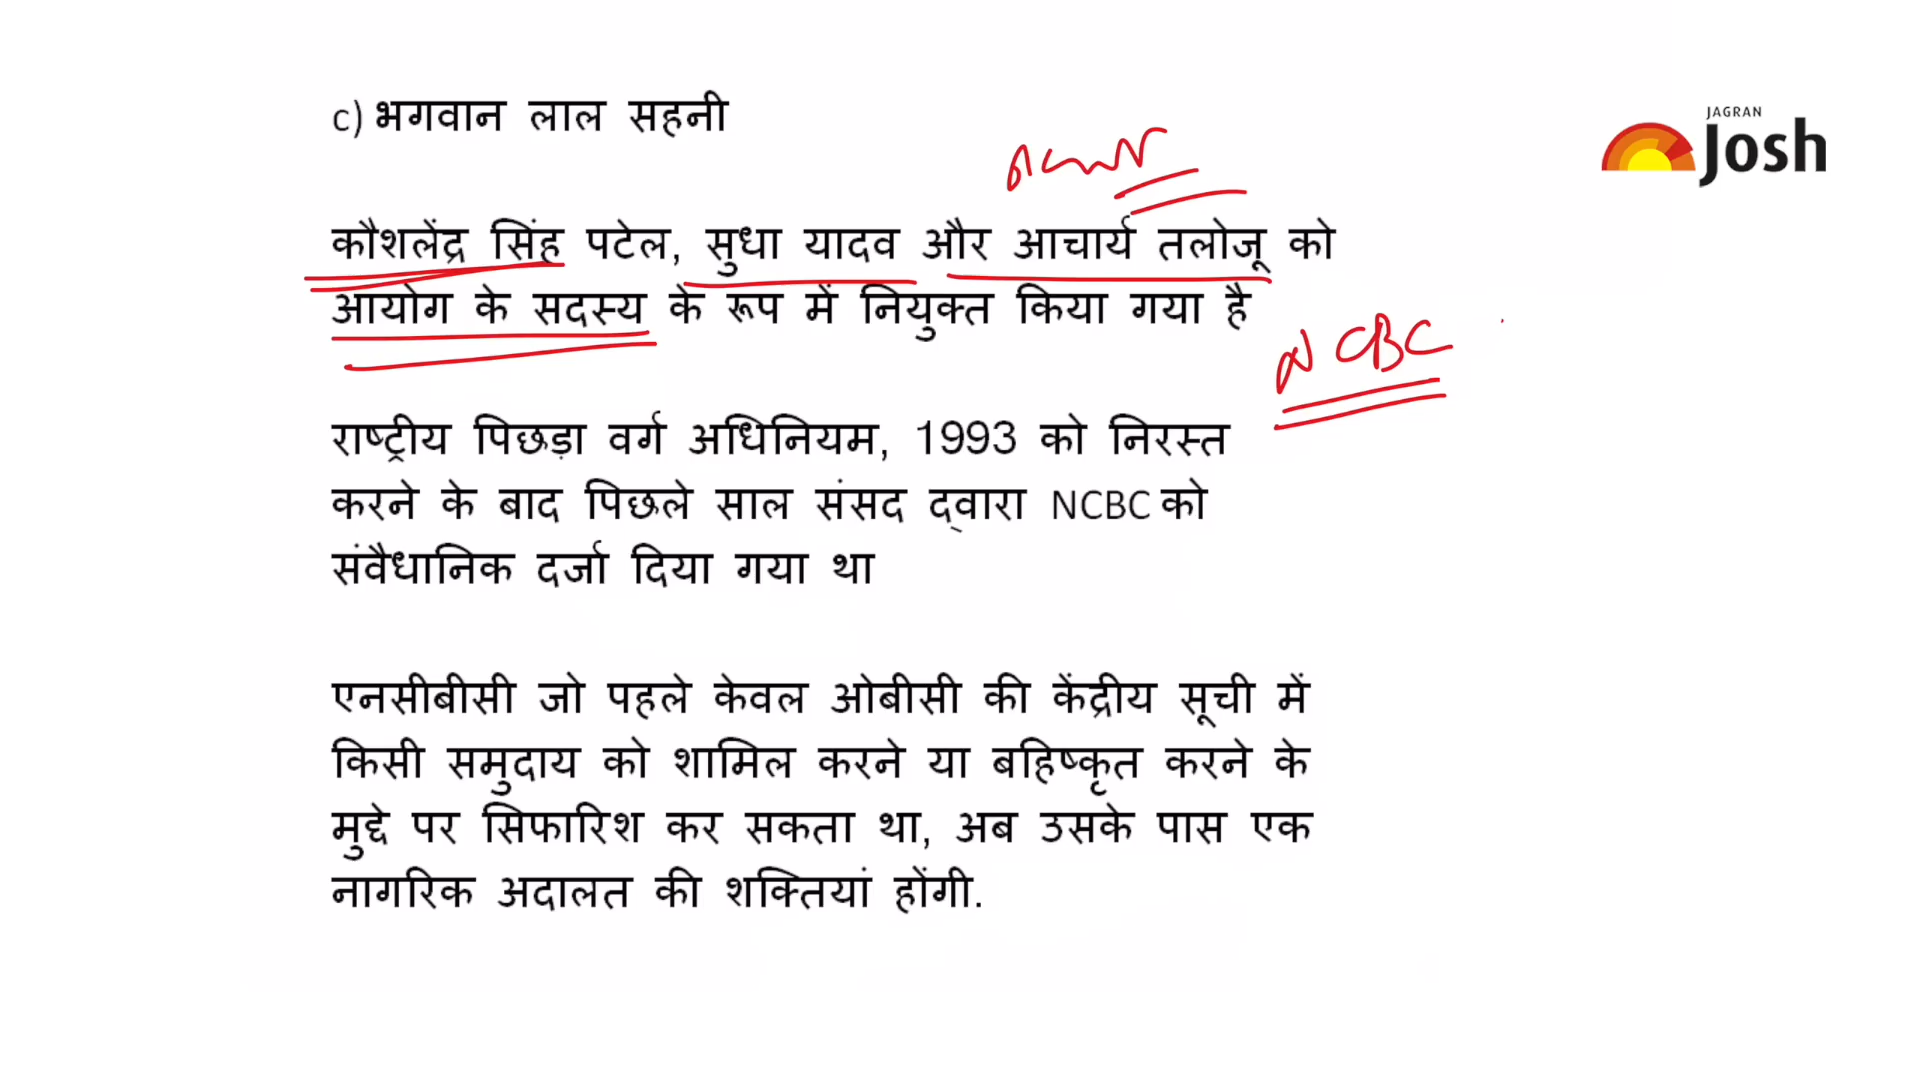 c) भगवान लाल सहनी
JAGRAN
Josh
कौशलेंद्र सिंह पटेल, सुधा यादव और आचार्य तलोजू को
आयोग के सदस्य के रूप में नियुक्त किया गया है
NCBC
राष्ट्रीय पिछड़ा वर्ग अधिनियम, 1993 को निरस्त
करने के बाद पिछले साल संसद द्वारा NCBC को
संवैधानिक दर्जा दिया गया था
एनसीबीसी जो पहले केवल ओबीसी की केंद्रीय सूची में
किसी समुदाय को शामिल करने या बहिष्कृत करने के
मुद्दे पर सिफारिश कर सकता था, अब उसके पास एक
नागरिक अदालत की शक्तियां होंगी.